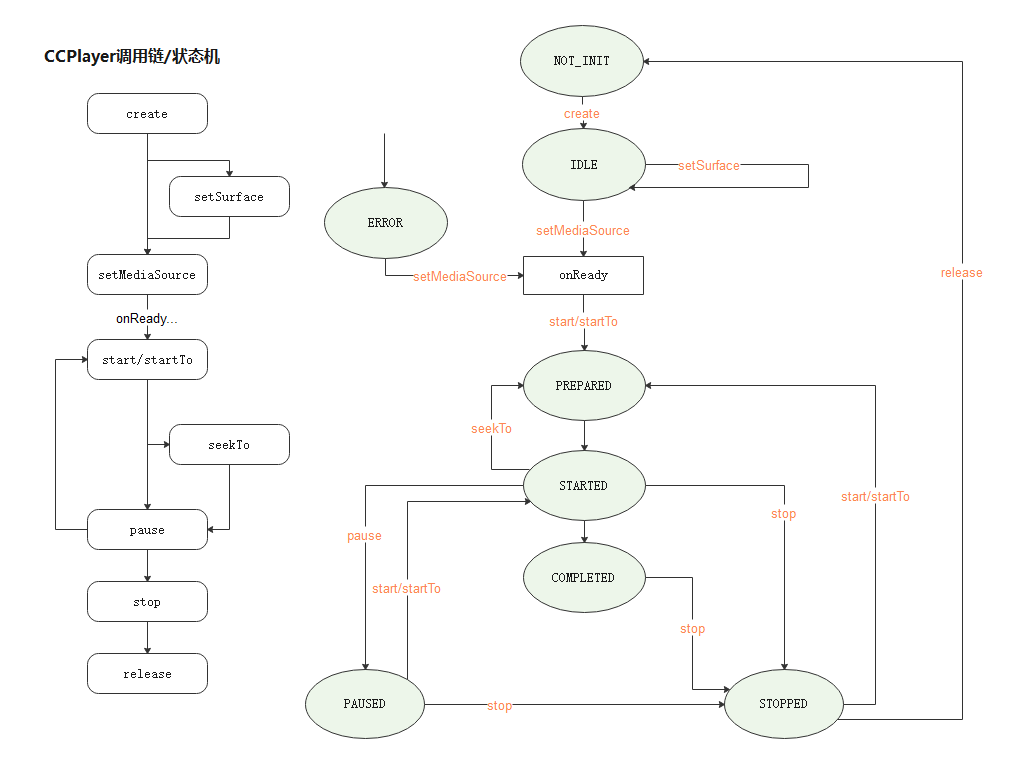 CCPlayer调用链/状态机
create
setSurface
setMediaSource
onReady...
start/startTo
seekTo
pause
stop
release
NOT_INIT
create
IDLE
setSurface
ERROR
setMediaSource
setMediaSource
onReady
release
start/startTo
PREPARED
seekTo
STARTED
start/startTo
stop
pause
COMPLETED
start/startTo
stop
PAUSED
stop
STOPPED